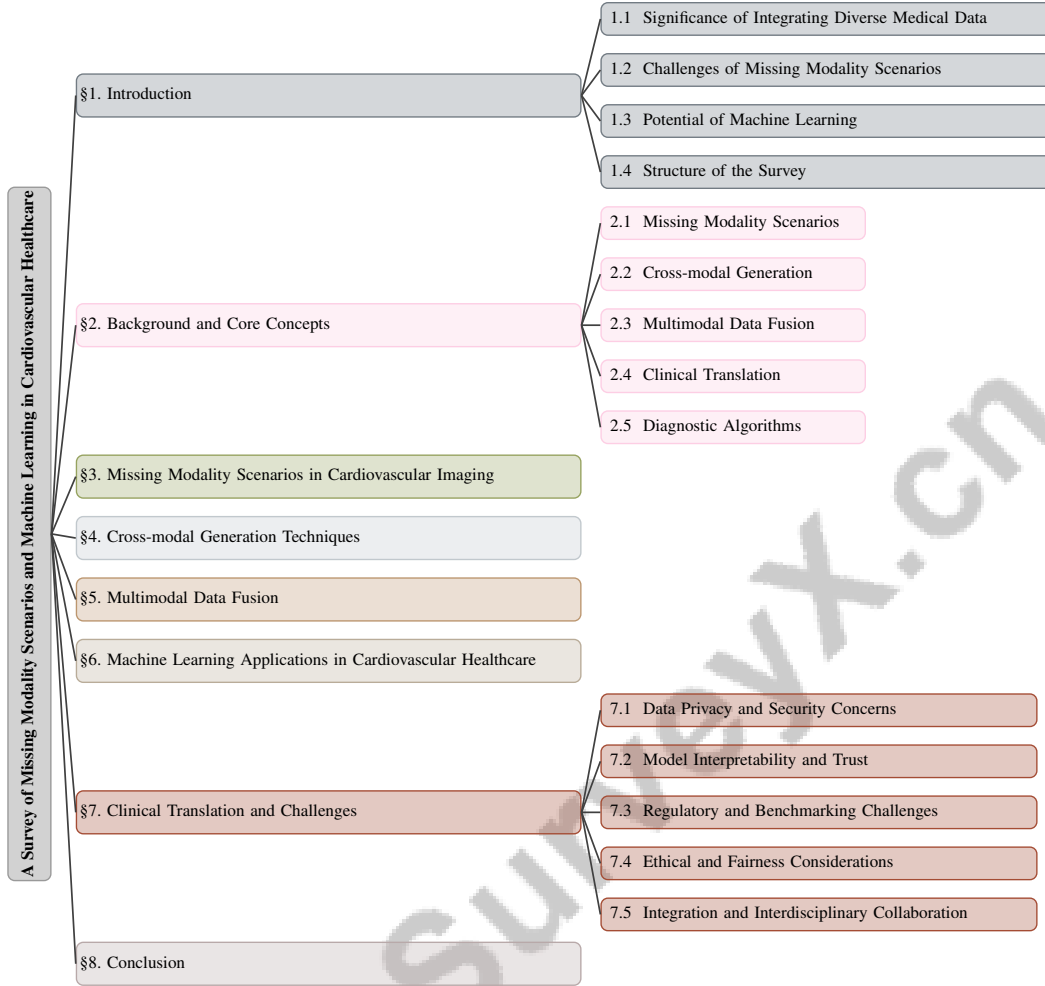 A Survey of Missing Modality Scenarios and Machine Learning in Cardiovascular Healthcare
§1. Introduction
1.1 Significance of Integrating Diverse Medical Data
1.2 Challenges of Missing Modality Scenarios
1.3 Potential of Machine Learning
1.4 Structure of the Survey
§2. Background and Core Concepts
2.1 Missing Modality Scenarios
2.2 Cross-modal Generation
2.3 Multimodal Data Fusion
2.4 Clinical Translation
2.5 Diagnostic Algorithms
§3. Missing Modality Scenarios in Cardiovascular Imaging
§4. Cross-modal Generation Techniques
§5. Multimodal Data Fusion
§6. Machine Learning Applications in Cardiovascular Healthcare
§7. Clinical Translation and Challenges
7.1 Data Privacy and Security Concerns
7.2 Model Interpretability and Trust
7.3 Regulatory and Benchmarking Challenges
7.4 Ethical and Fairness Considerations
7.5 Integration and Interdisciplinary Collaboration
§8. Conclusion
SurveyX.cn